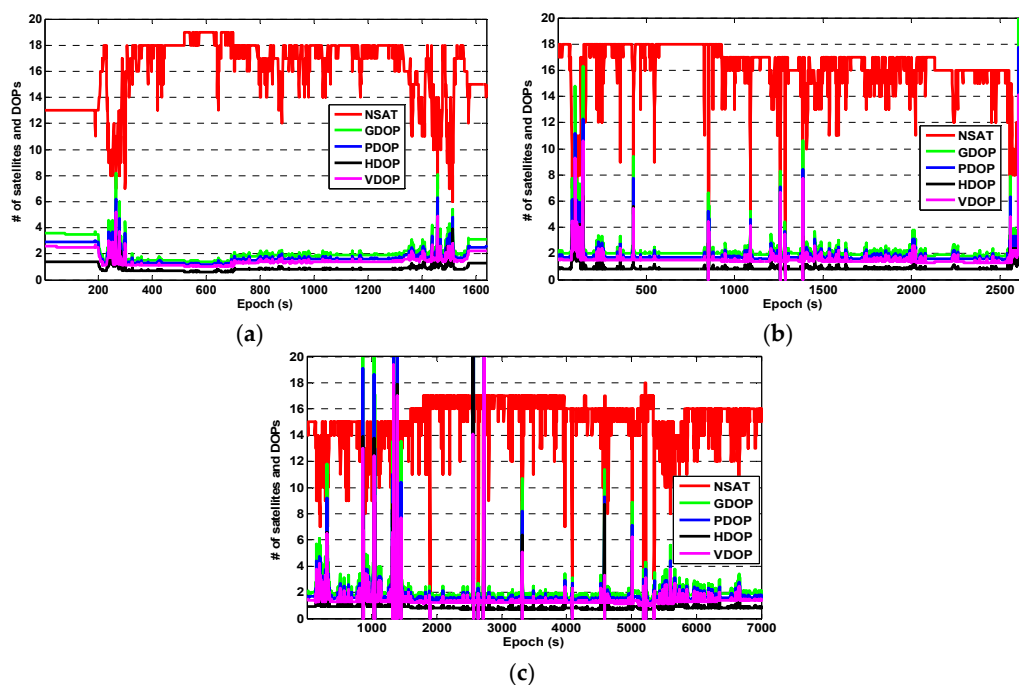 20
18
16
14
12
10
8
6
4
2
0
# of satellites and DOPs
NSAT
GDOP
PDOP
HDOP
VDOP
200 400 600 800 1000 1200 1400 1600
Epoch (s)
(a)
20
18
16
14
12
10
8
6
4
2
0
# of satellites and DOPs
NSAT
GDOP
PDOP
HDOP
VDOP
500 1000 1500 2000 2500
Epoch (s)
(b)
20
18
16
14
12
10
8
6
4
2
0
# of satellites and DOPs
NSAT
GDOP
PDOP
HDOP
VDOP
1000 2000 3000 4000 5000 6000 7000
Epoch (s)
(c)